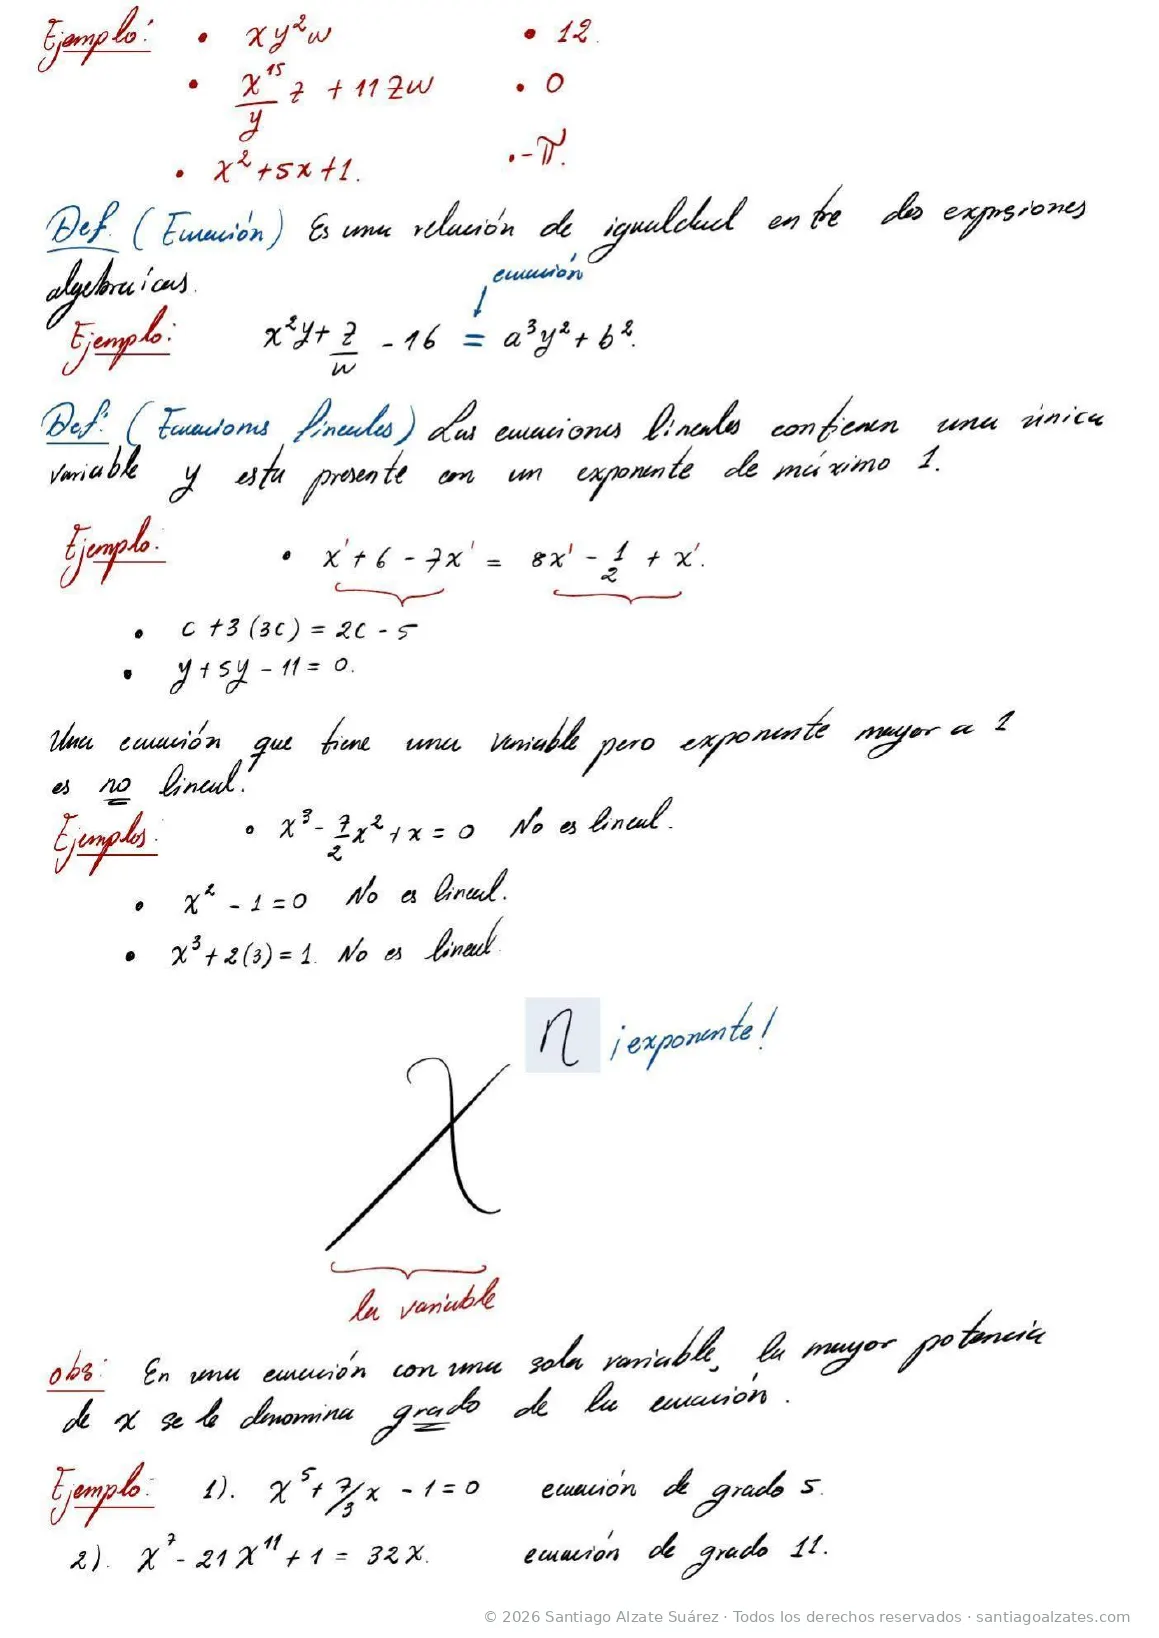 Ejemplo: • xy²w • 12.
• x¹⁵/y z + 11zw • 0
• x²+5x+1. • -π.
Def. (Ecuación) Es una relación de igualdad entre dos expresiones
algebraicas.
ecuación
Ejemplo: x²y + z/w - 16 = a³y² + b².
Def: (Ecuaciones lineales) Las ecuaciones lineales contienen una única
variable y esta presente con un exponente de máximo 1.
Ejemplo: • x¹ + 6 - 7x¹ = 8x¹ - 1/2 + x¹.
• c + 3(3c) = 2c - 5
• y + 5y - 11 = 0.
Una ecuación que tiene una variable pero exponente mayor a 1
es no lineal.
Ejemplos: • x³ - 7/2 x² + x = 0 No es lineal.
• x² - 1 = 0 No es lineal.
• x³ + 2(3) = 1. No es lineal.
x n ¡exponente!
la variable
obs: En una ecuación con una sola variable, la mayor potencia
de x se le denomina grado de la ecuación.
Ejemplo: 1). x⁵ + 7/3 x - 1 = 0 ecuación de grado 5.
2). x⁷ - 21x¹¹ + 1 = 32x. ecuación de grado 11.
© 2026 Santiago Alzate Suárez · Todos los derechos reservados · santiagoalzates.com